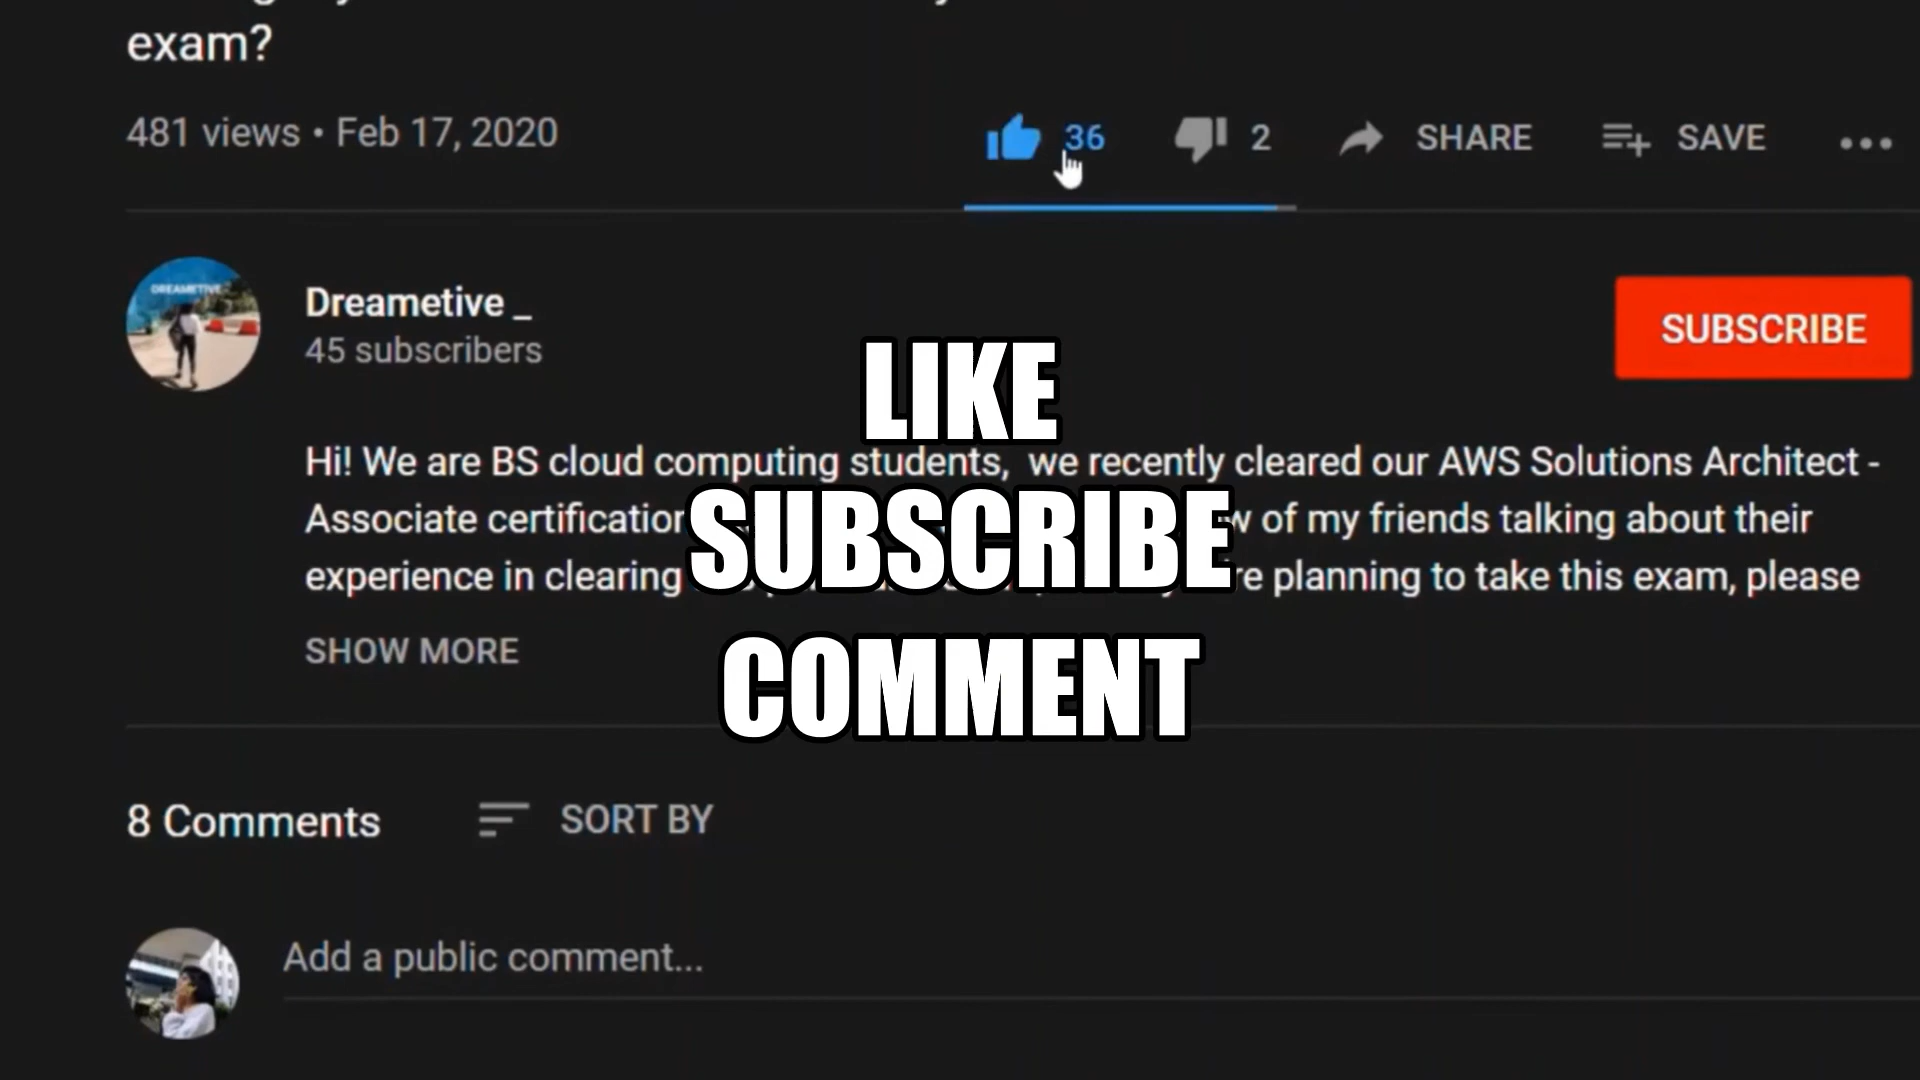 exam?
481 views • Feb 17, 2020
36
2
SHARE
SAVE
DREAMETIVE
Dreametive _
45 subscribers
SUBSCRIBE
LIKE
Hi! We are BS cloud computing students, we recently cleared our AWS Solutions Architect -
SUBSCRIBE
Associate certification of my friends talking about their
experience in clearing planning to take this exam, please
SHOW MORE
COMMENT
8 Comments
SORT BY
Add a public comment...